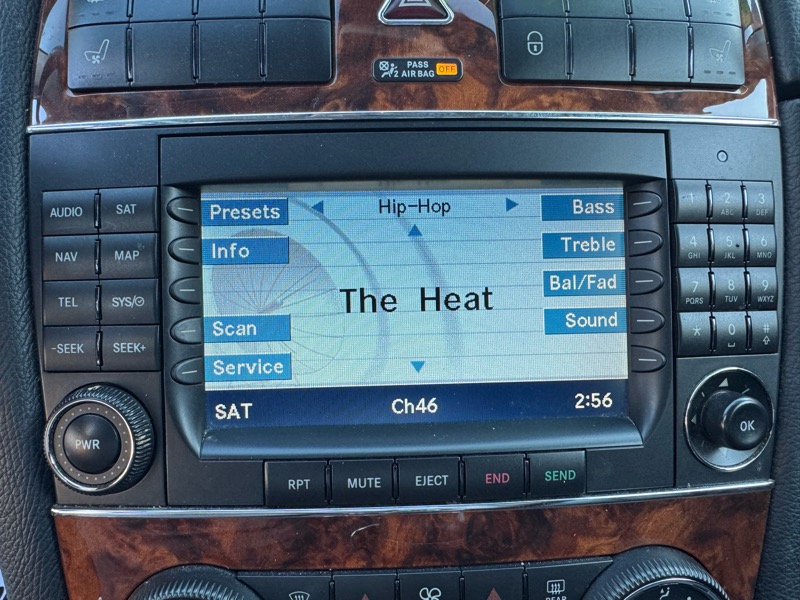 PASS
2 AIR BAG OFF
Presets Hip-Hop Bass
Info Treble
Bal/Fad
The Heat
Scan Sound
Service
SAT Ch46 2:56
AUDIO SAT
NAV MAP
TEL SYS/
-SEEK SEEK+
PWR
1 2 ABC 3 DEF
4 GHI 5 JKL 6 MNO
7 PQRS 8 TUV 9 WXYZ
* 0 #
OK
RPT MUTE EJECT END SEND
REAR